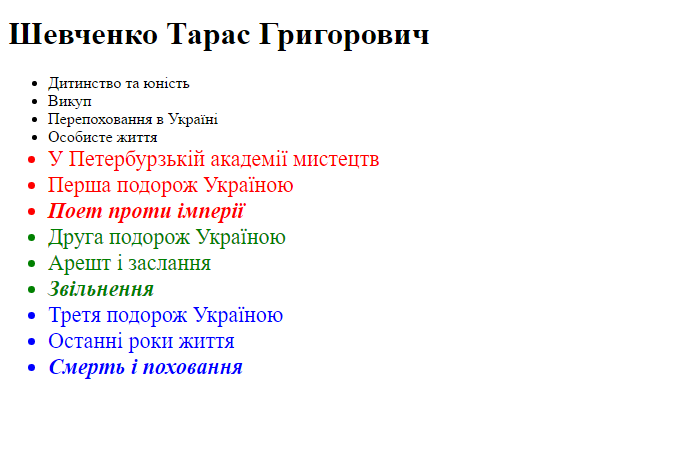 Шевченко Тарас Григорович
Дитинство та юність
Викуп
Перепоховання в Україні
Особисте життя
У Петербурзькій академії мистецтв
Перша подорож Україною
Поет проти імперії
Друга подорож Україною
Арешт і заслання
Звільнення
Третя подорож Україною
Останні роки життя
Смерть і поховання